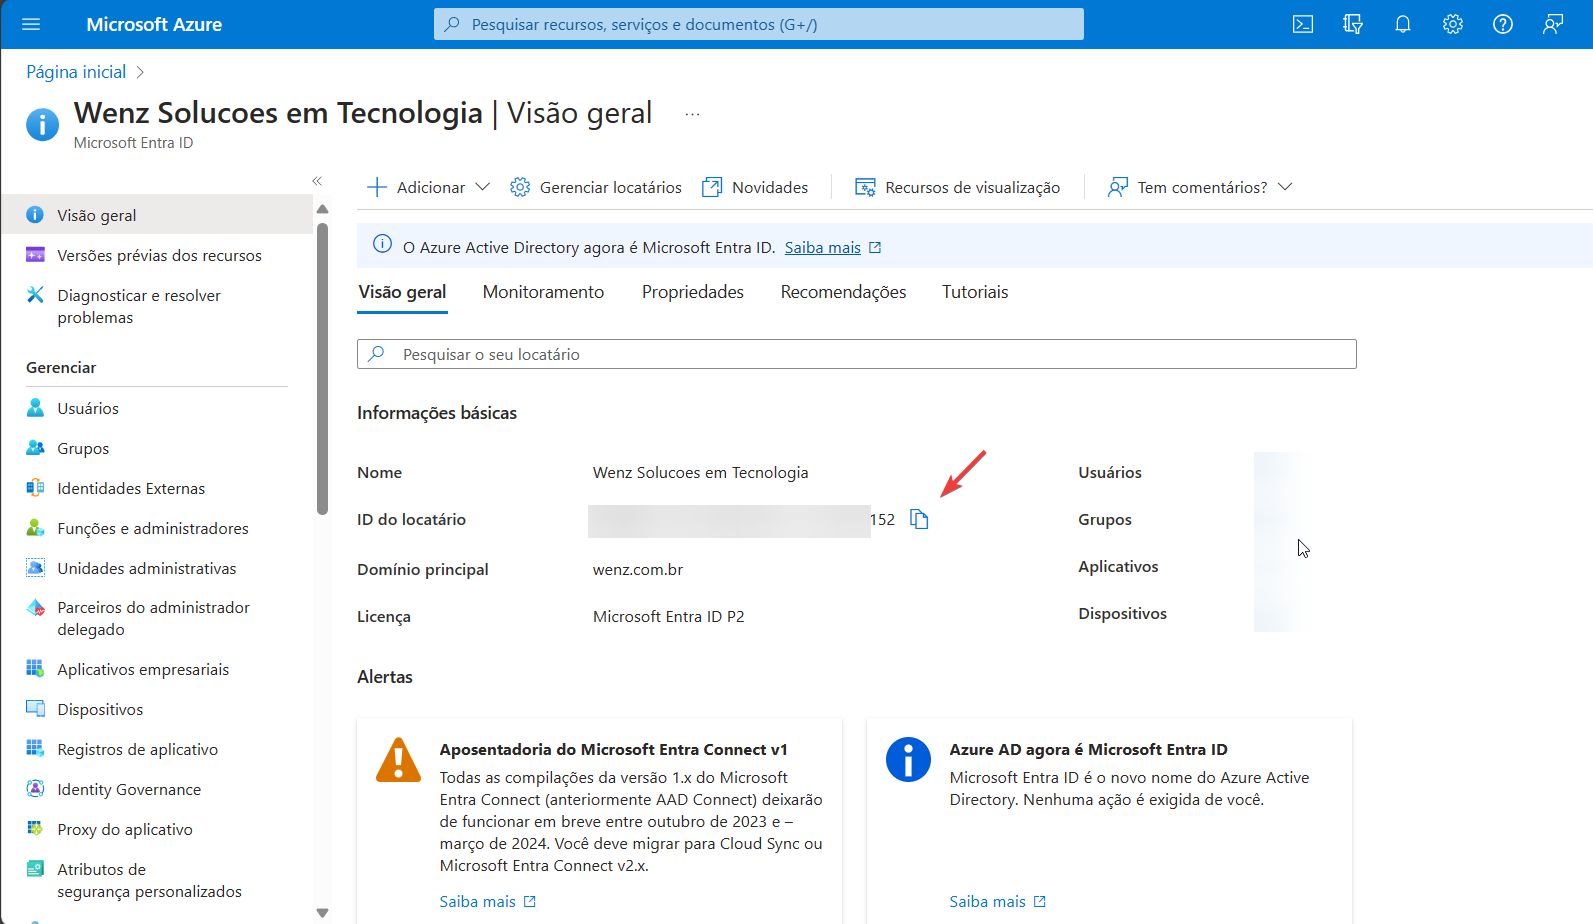 Microsoft Azure
Pesquisar recursos, serviços e documentos (G+/)
Página inicial
Wenz Solucoes em Tecnologia | Visão geral ...
Microsoft Entra ID
Visão geral
Versões prévias dos recursos
Diagnosticar e resolver
problemas
Gerenciar
Usuários
Grupos
Identidades Externas
Funções e administradores
Unidades administrativas
Parceiros do administrador
delegado
Aplicativos empresariais
Dispositivos
Registros de aplicativo
Identity Governance
Proxy do aplicativo
Atributos de
segurança personalizados
Adicionar
Gerenciar locatários
Novidades
Recursos de visualização
Tem comentários?
O Azure Active Directory agora é Microsoft Entra ID. Saiba mais
Visão geral
Monitoramento
Propriedades
Recomendações
Tutoriais
Pesquisar o seu locatário
Informações básicas
Nome
Wenz Solucoes em Tecnologia
ID do locatário
152
Domínio principal
wenz.com.br
Licença
Microsoft Entra ID P2
Usuários
Grupos
Aplicativos
Dispositivos
Alertas
Aposentadoria do Microsoft Entra Connect v1
Todas as compilações da versão 1.x do Microsoft
Entra Connect (anteriormente AAD Connect) deixarão
de funcionar em breve entre outubro de 2023 e –
março de 2024. Você deve migrar para Cloud Sync ou
Microsoft Entra Connect v2.x.
Saiba mais
Azure AD agora é Microsoft Entra ID
Microsoft Entra ID é o novo nome do Azure Active
Directory. Nenhuma ação é exigida de você.
Saiba mais